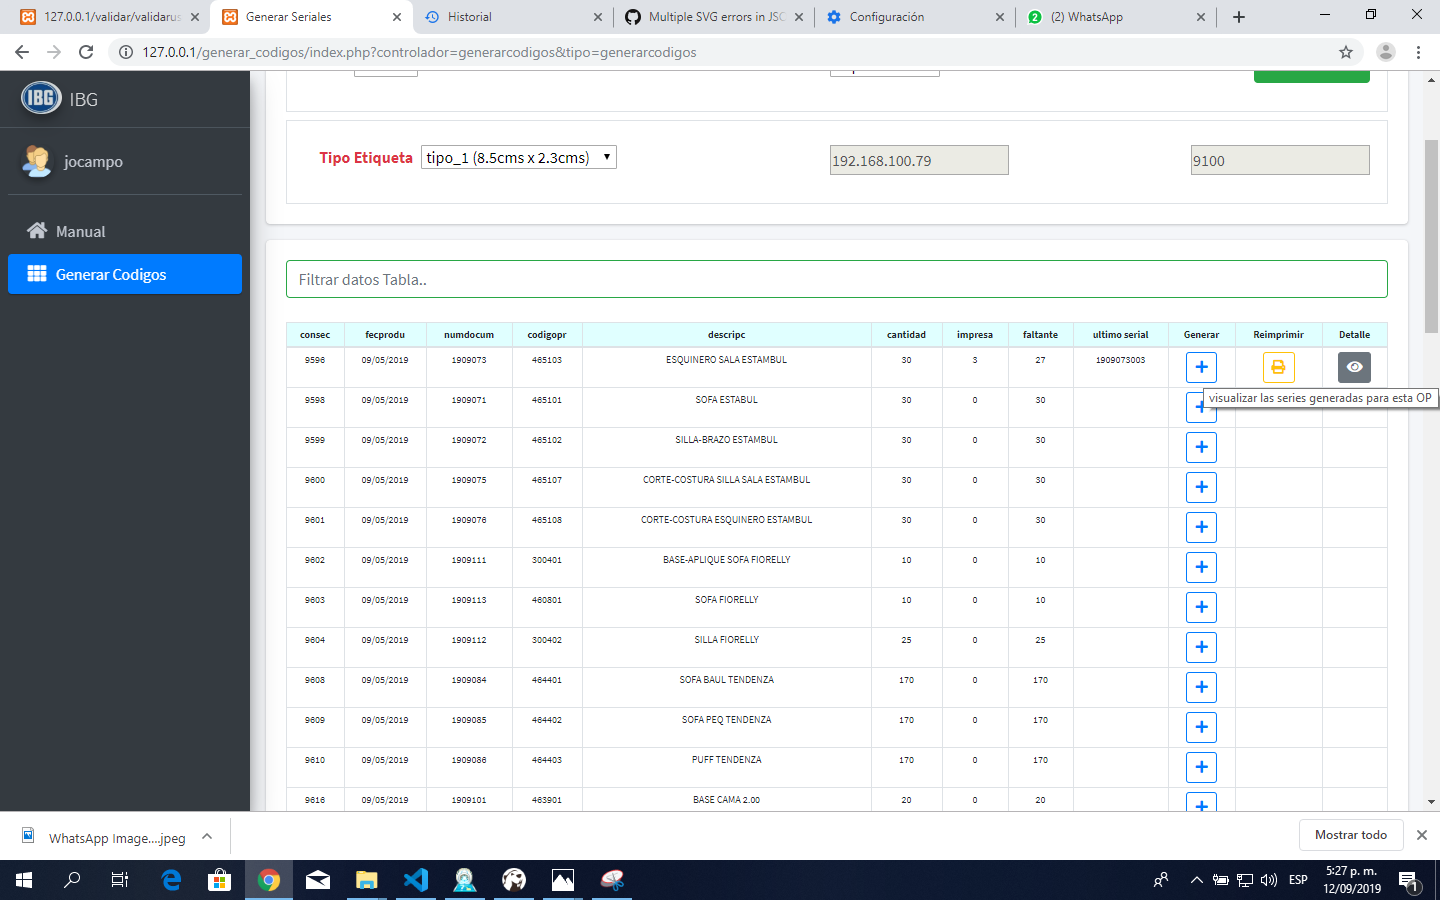 127.0.0.1/validar/validarus
Generar Seriales
Historial
Multiple SVG errors in JSC
Configuración
(2) WhatsApp
127.0.0.1/generar_codigos/index.php?controlador=generarcodigos&tipo=generarcodigos
IBG IBG
jocampo
Manual
Generar Codigos
Tipo Etiqueta tipo_1 (8.5cms x 2.3cms) 192.168.100.79 9100
Filtrar datos Tabla..
consec fecprodu numdocum codigopr descripc cantidad impresa faltante ultimo serial Generar Reimprimir Detalle
9596 09/05/2019 1909073 465103 ESQUINERO SALA ESTAMBUL 30 3 27 1909073003
visualizar las series generadas para esta OP
9598 09/05/2019 1909071 465101 SOFA ESTABUL 30 0 30
9599 09/05/2019 1909072 465102 SILLA-BRAZO ESTAMBUL 30 0 30
9600 09/05/2019 1909075 465107 CORTE-COSTURA SILLA SALA ESTAMBUL 30 0 30
9601 09/05/2019 1909076 465108 CORTE-COSTURA ESQUINERO ESTAMBUL 30 0 30
9602 09/05/2019 1909111 300401 BASE-APLIQUE SOFA FIORELLY 10 0 10
9603 09/05/2019 1909113 460801 SOFA FIORELLY 10 0 10
9604 09/05/2019 1909112 300402 SILLA FIORELLY 25 0 25
9608 09/05/2019 1909084 464401 SOFA BAUL TENDENZA 170 0 170
9609 09/05/2019 1909085 464402 SOFA PEQ TENDENZA 170 0 170
9610 09/05/2019 1909086 464403 PUFF TENDENZA 170 0 170
9616 09/05/2019 1909101 463901 BASE CAMA 2.00 20 0 20
WhatsApp Image....jpeg
Mostrar todo
ESP
5:27 p. m.
12/09/2019
1